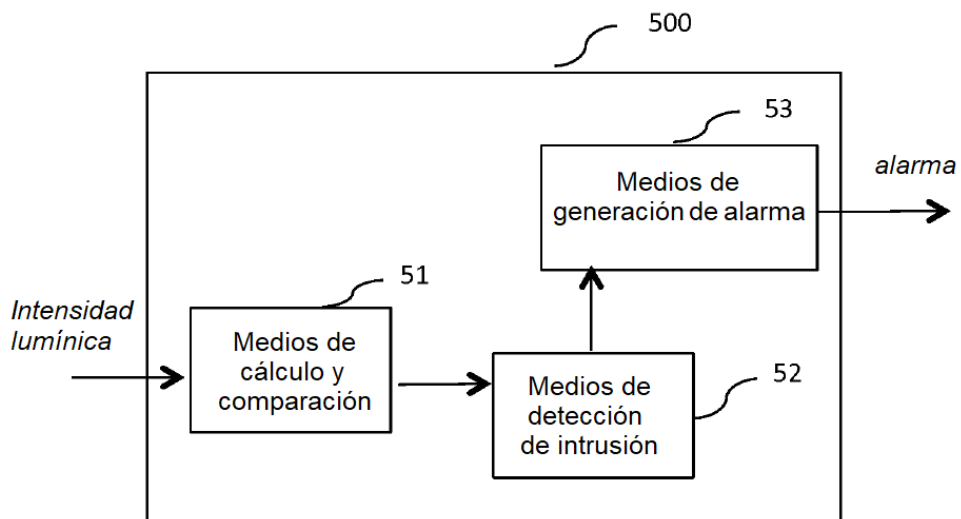 500
53
Medios de
generación de alarma
alarma
51
Intensidad
lumínica
Medios de
cálculo y
comparación
52
Medios de
detección
de intrusión